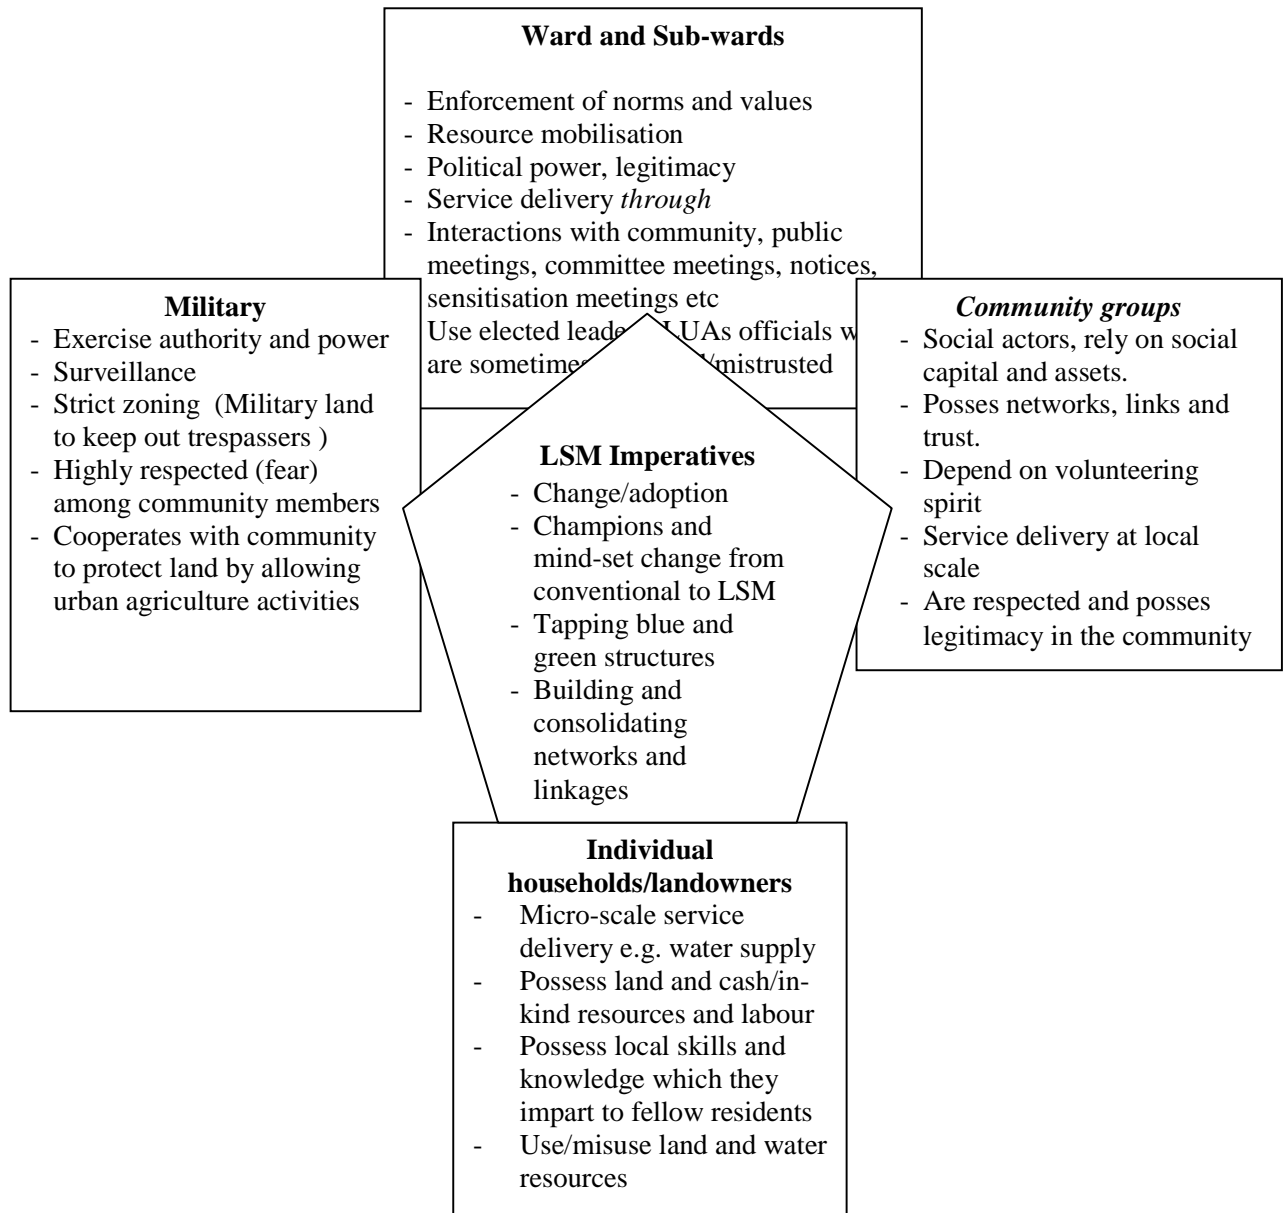 Ward and Sub-wards
- Enforcement of norms and values
- Resource mobilisation
- Political power, legitimacy
- Service delivery through
- Interactions with community, public
meetings, committee meetings, notices,
sensitisation meetings etc
Use elected UAs officials
are sometimes /mistrusted
Military
- Exercise authority and power
- Surveillance
- Strict zoning (Military land
to keep out trespassers )
- Highly respected (fear)
among community members
- Cooperates with community
to protect land by allowing
urban agriculture activities
LSM Imperatives
- Change/adoption
- Champions and
mind-set change from
conventional to LSM
- Tapping blue and
green structures
- Building and
consolidating
networks and
linkages
Community groups
- Social actors, rely on social
capital and assets.
- Posses networks, links and
trust.
- Depend on volunteering
spirit
- Service delivery at local
scale
- Are respected and posses
legitimacy in the community
Individual
households/landowners
- Micro-scale service
delivery e.g. water supply
- Possess land and cash/in-
kind resources and labour
- Possess local skills and
knowledge which they
impart to fellow residents
- Use/misuse land and water
resources